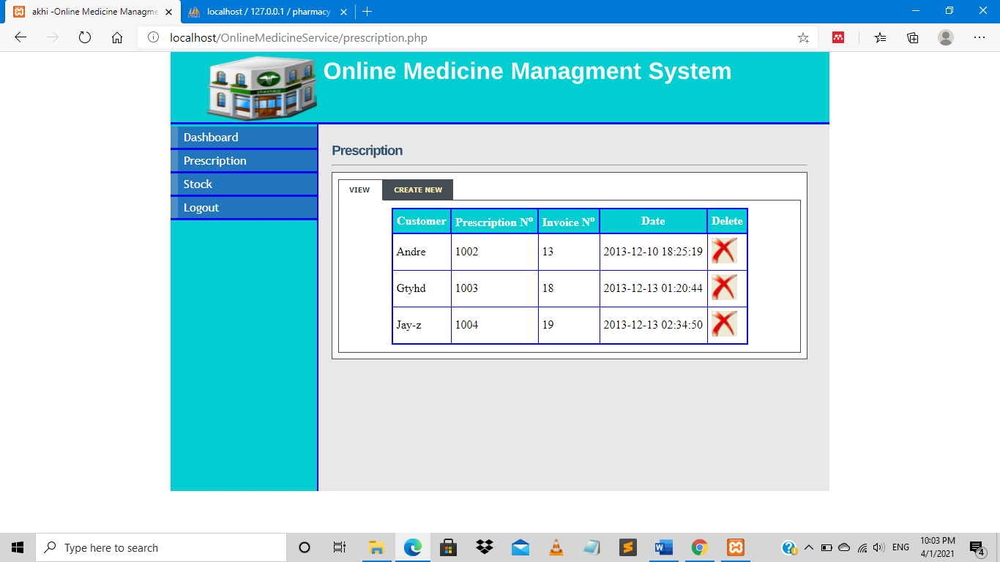 akhi -Online Medicine Managme
localhost / 127.0.0.1 / pharmacy
localhost/OnlineMedicineService/prescription.php
pharmacy
Online Medicine Managment System
Dashboard
Prescription
Stock
Logout
Prescription
VIEW CREATE NEW
Customer Prescription Nº Invoice Nº Date Delete
Andre 1002 13 2013-12-10 18:25:19
Gtyhd 1003 18 2013-12-13 01:20:44
Jay-z 1004 19 2013-12-13 02:34:50
Type here to search
ENG
10:03 PM
4/1/2021
4